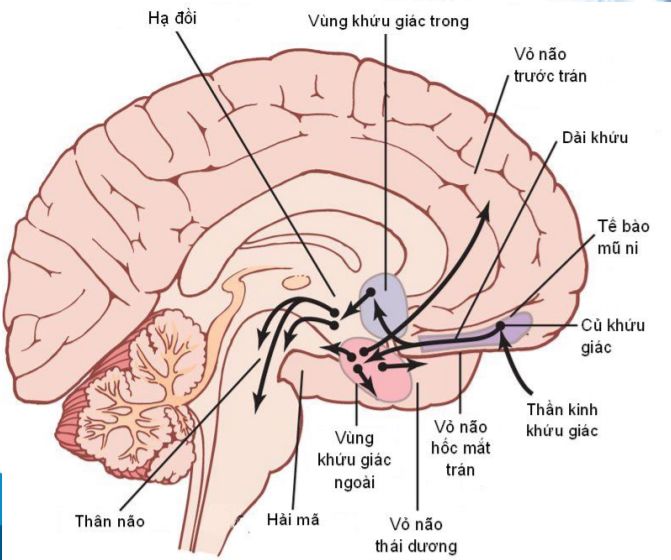 Hạ đồi
Vùng khứu giác trong
Vỏ não
trước trán
Dài khứu
Tế bào
mũ ni
Củ khứu
giác
Thần kinh
khứu giác
Vỏ não
hốc mắt
trán
Vùng
khứu giác
ngoài
Thân não
Hải mã
Vỏ não
thái dương